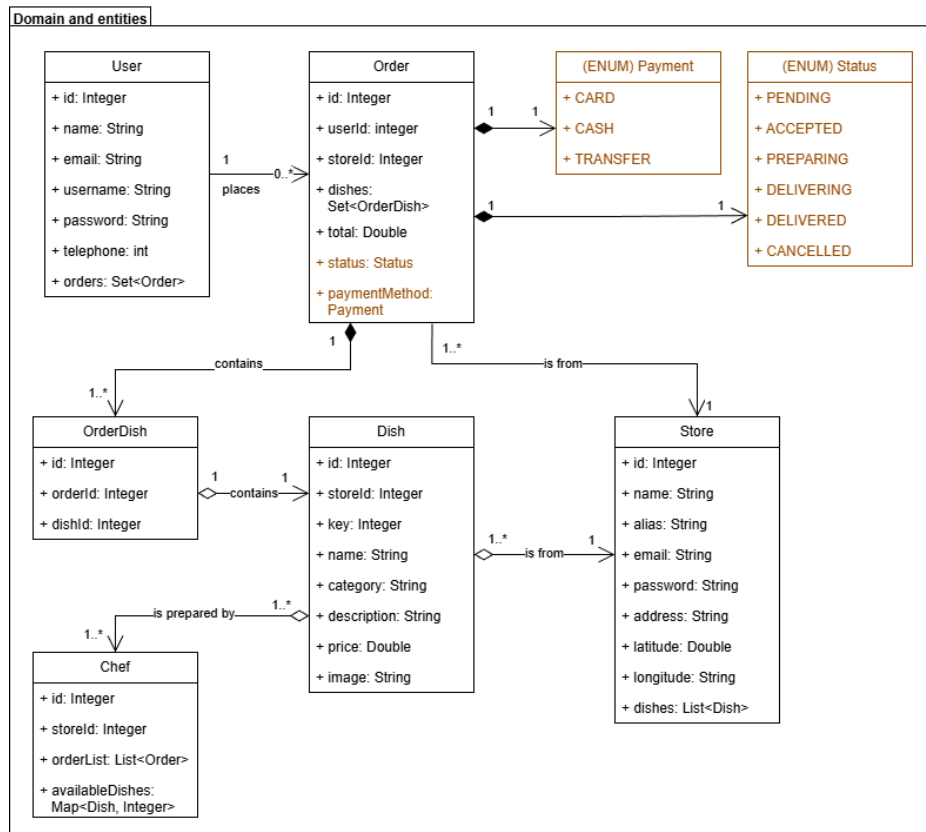 Domain and entities
User
+ id: Integer
+ name: String
+ email: String
+ username: String
+ password: String
+ telephone: int
+ orders: Set<Order>
1
places
0..*
Order
+ id: Integer
+ userId: integer
+ storeId: Integer
+ dishes:
Set<OrderDish>
+ total: Double
+ status: Status
+ paymentMethod:
Payment
1
1
(ENUM) Payment
+ CARD
+ CASH
+ TRANSFER
1
1
(ENUM) Status
+ PENDING
+ ACCEPTED
+ PREPARING
+ DELIVERING
+ DELIVERED
+ CANCELLED
1
contains
1..*
1..*
is from
1
OrderDish
+ id: Integer
+ orderId: Integer
+ dishId: Integer
1
contains
1
Dish
+ id: Integer
+ storeId: Integer
+ key: Integer
+ name: String
+ category: String
+ description: String
+ price: Double
+ image: String
1..*
is from
1
Store
+ id: Integer
+ name: String
+ alias: String
+ email: String
+ password: String
+ address: String
+ latitude: Double
+ longitude: String
+ dishes: List<Dish>
1..*
is prepared by
1..*
Chef
+ id: Integer
+ storeId: Integer
+ orderList: List<Order>
+ availableDishes:
Map<Dish, Integer>